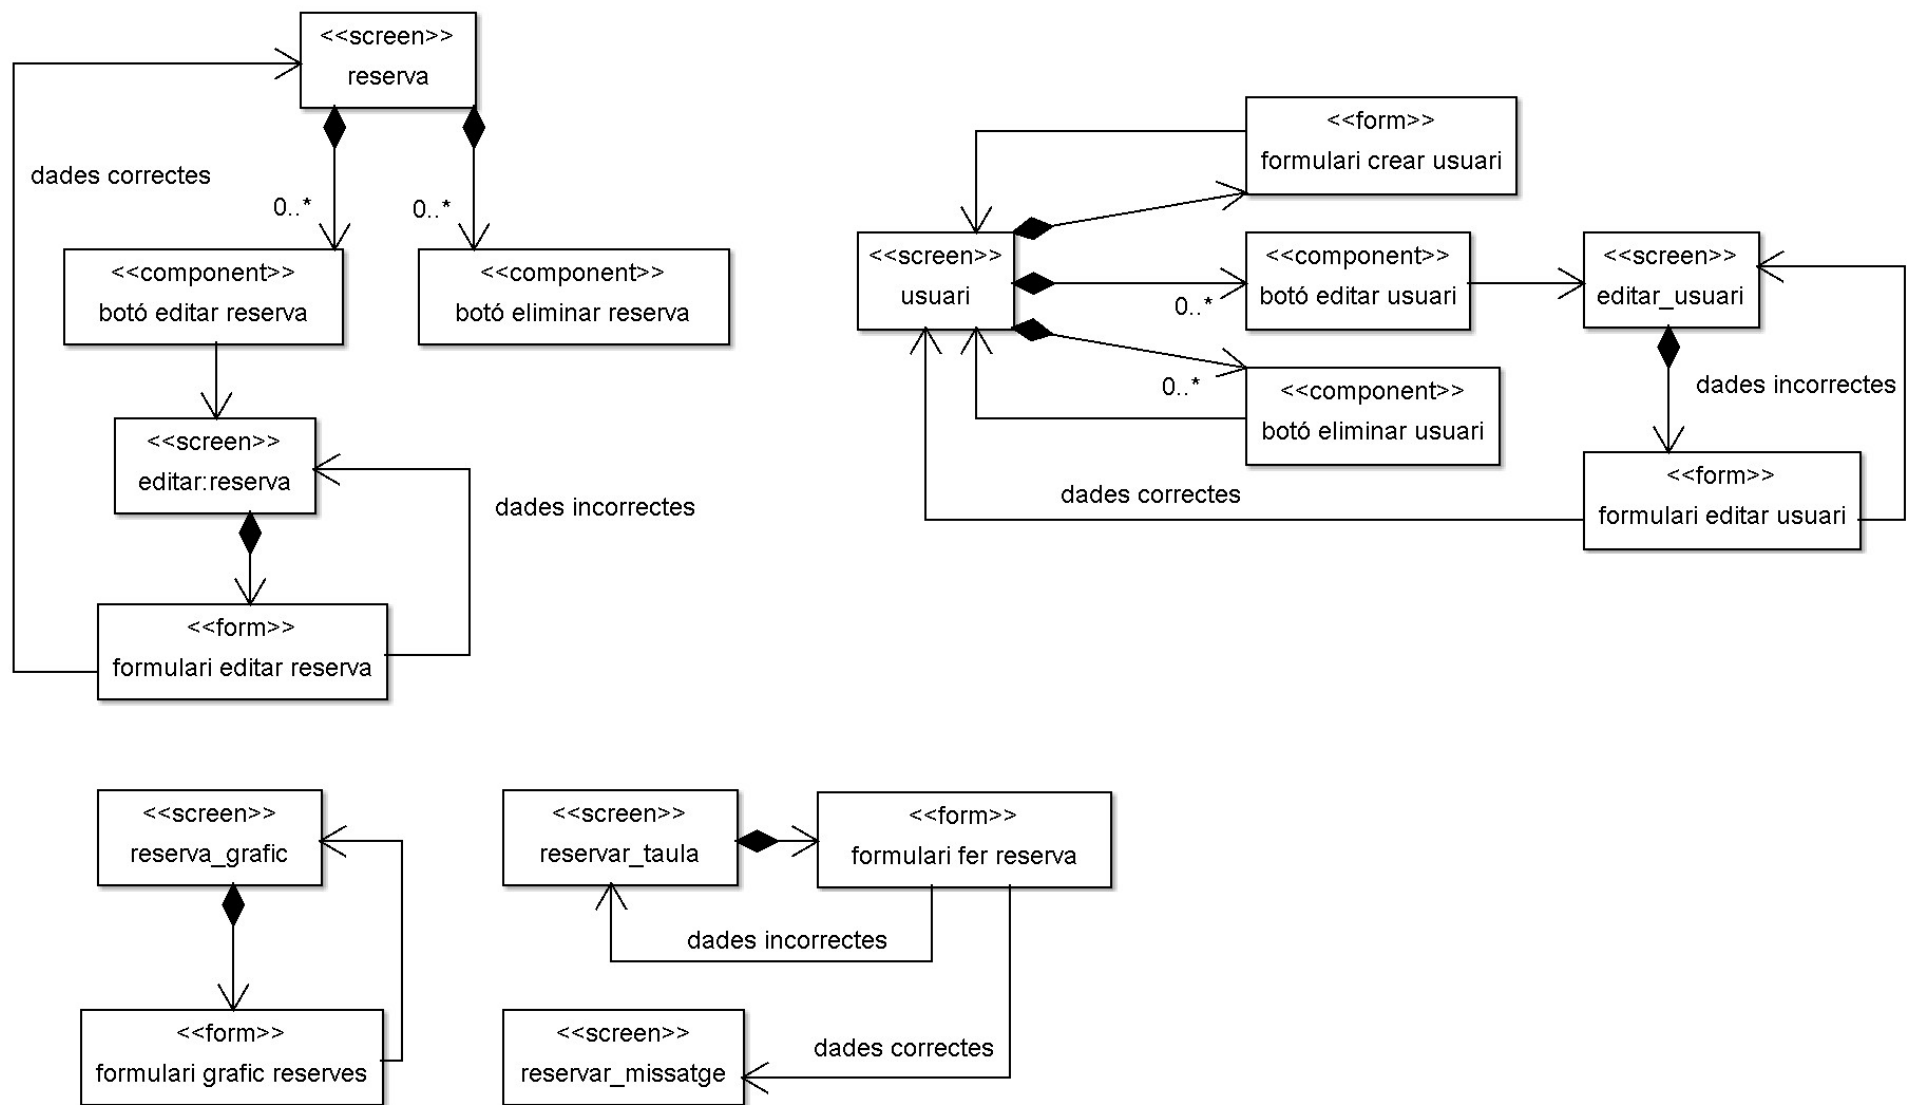 <<screen>>
reserva
dades correctes
0..*
0..*
<<component>>
botó editar reserva
<<component>>
botó eliminar reserva
<<screen>>
editar:reserva
dades incorrectes
<<form>>
formulari editar reserva
<<form>>
formulari crear usuari
<<screen>>
usuari
0..*
<<component>>
botó editar usuari
<<screen>>
editar_usuari
0..*
<<component>>
botó eliminar usuari
dades incorrectes
dades correctes
<<form>>
formulari editar usuari
<<screen>>
reserva_grafic
<<form>>
formulari grafic reserves
<<screen>>
reservar_taula
<<form>>
formulari fer reserva
dades incorrectes
<<screen>>
reservar_missatge
dades correctes